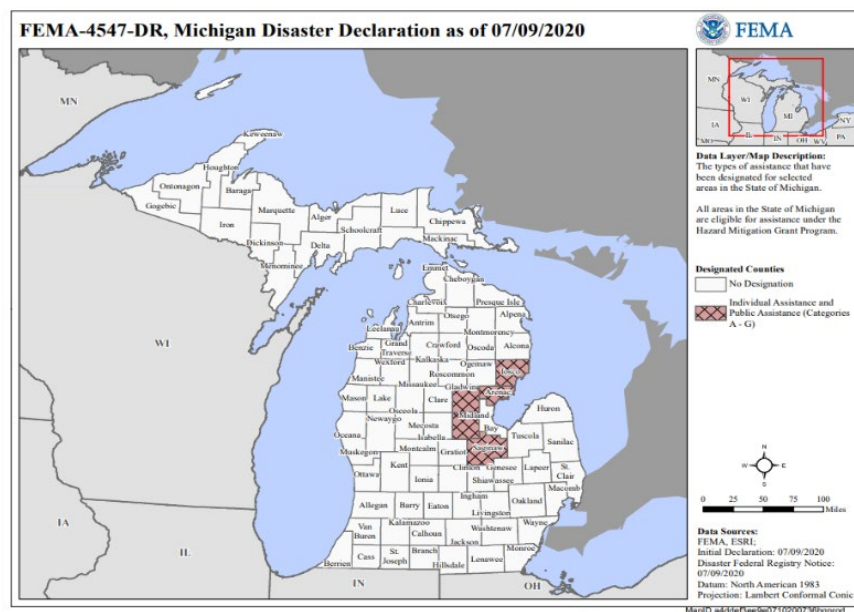 FEMA-4547-DR, Michigan Disaster Declaration as of 07/09/2020
FEMA
MN
WI
IA
IL
IN
OH
Keweenaw
Houghton
Ontonagon
Baraga
Gogebic
Iron
Marquette
Alger
Luce
Chippewa
Schoolcraft
Mackinac
Dickinson
Delta
Menominee
Emmet
Cheboygan
Presque Isle
Charlevoix
Otsego
Alpena
Leelanau
Antrim
Montmorency
Benzie
Grand
Traverse
Crawford
Oscoda
Alcona
Wexford
Kalkaska
Ogemaw
Iosco
Manistee
Missaukee
Roscommon
Gladwin
Arenac
Mason
Lake
Clare
Osceola
Midland
Huron
Newaygo
Mecosta
Bay
Oceana
Isabella
Tuscola
Sanilac
Muskegon
Montcalm
Gratiot
Saginaw
Ottawa
Kent
Clinton
Genesee
Lapeer
St.
Clair
Ionia
Shiawassee
Macomb
Allegan
Barry
Eaton
Ingham
Oakland
Livingston
Van
Buren
Kalamazoo
Calhoun
Jackson
Washtenaw
Wayne
Berrien
Cass
St.
Joseph
Branch
Hillsdale
Lenawee
Monroe
MN
WI
MI
IA
IL
IN
OH
NY
PA
MO
WV
Data Layer/Map Description:
The types of assistance that have
been designated for selected
areas in the State of Michigan.
All areas in the State of Michigan
are eligible for assistance under the
Hazard Mitigation Grant Program.
Designated Counties
No Designation
Individual Assistance and
Public Assistance (Categories
A - G)
N
W
E
S
0 25 50 100
Miles
Data Sources:
FEMA, ESRI;
Initial Declaration: 07/09/2020
Disaster Federal Registry Notice:
07/09/2020
Datum: North American 1983
Projection: Lambert Conformal Conic